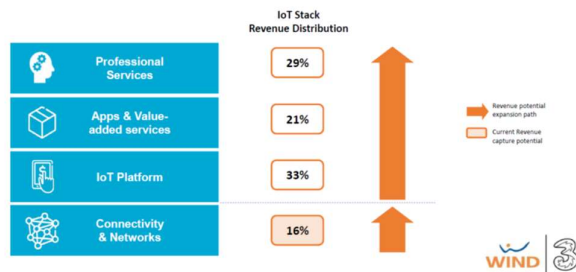 IoT Stack
Revenue Distribution
Professional
Services
29%
Apps & Value-
added services
21%
IoT Platform
33%
Connectivity
& Networks
16%
Revenue potential
expansion path
Current Revenue
capture potential
WIND
3